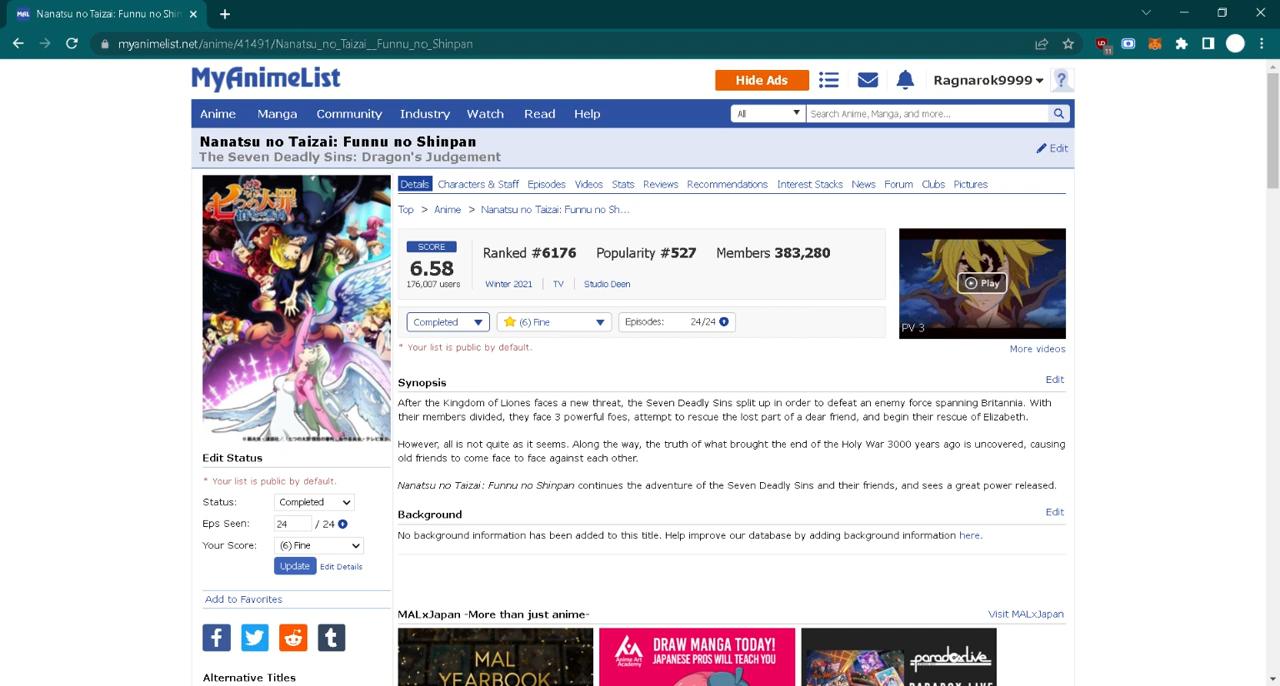 Nanatsu no Taizai: Funnu no Shin
myanimelist.net/anime/41491/Nanatsu_no_Taizai__Funnu_no_Shinpan
11
MyAnimeList
Hide Ads
Ragnarok9999
?
Anime Manga Community Industry Watch Read Help
All
Search Anime, Manga, and more...
Nanatsu no Taizai: Funnu no Shinpan
The Seven Deadly Sins: Dragon's Judgement
Edit
七つの大罪
Details Characters & Staff Episodes Videos Stats Reviews Recommendations Interest Stacks News Forum Clubs Pictures
Top > Anime > Nanatsu no Taizai: Funnu no Sh...
SCORE
6.58
176,007 users
Ranked #6176 Popularity #527 Members 383,280
Winter 2021 TV Studio Deen
Completed (6) Fine Episodes: 24/24
* Your list is public by default.
Play
PV 3
More videos
Synopsis
Edit
After the Kingdom of Liones faces a new threat, the Seven Deadly Sins split up in order to defeat an enemy force spanning Britannia. With
their members divided, they face 3 powerful foes, attempt to rescue the lost part of a dear friend, and begin their rescue of Elizabeth.
However, all is not quite as it seems. Along the way, the truth of what brought the end of the Holy War 3000 years ago is uncovered, causing
old friends to come face to face against each other.
Nanatsu no Taizai: Funnu no Shinpan continues the adventure of the Seven Deadly Sins and their friends, and sees a great power released.
Background
Edit
No background information has been added to this title. Help improve our database by adding background information here.
Edit Status
* Your list is public by default.
Status: Completed
Eps Seen: 24 / 24
Your Score: (6) Fine
Update Edit Details
Add to Favorites
Alternative Titles
MALxJapan -More than just anime-
Visit MALxJapan
MAL
YEARBOOK
Anime Art
Academy
DRAW MANGA TODAY!
JAPANESE PROS WILL TEACH YOU
paradoxlive
PARADOX LIVE